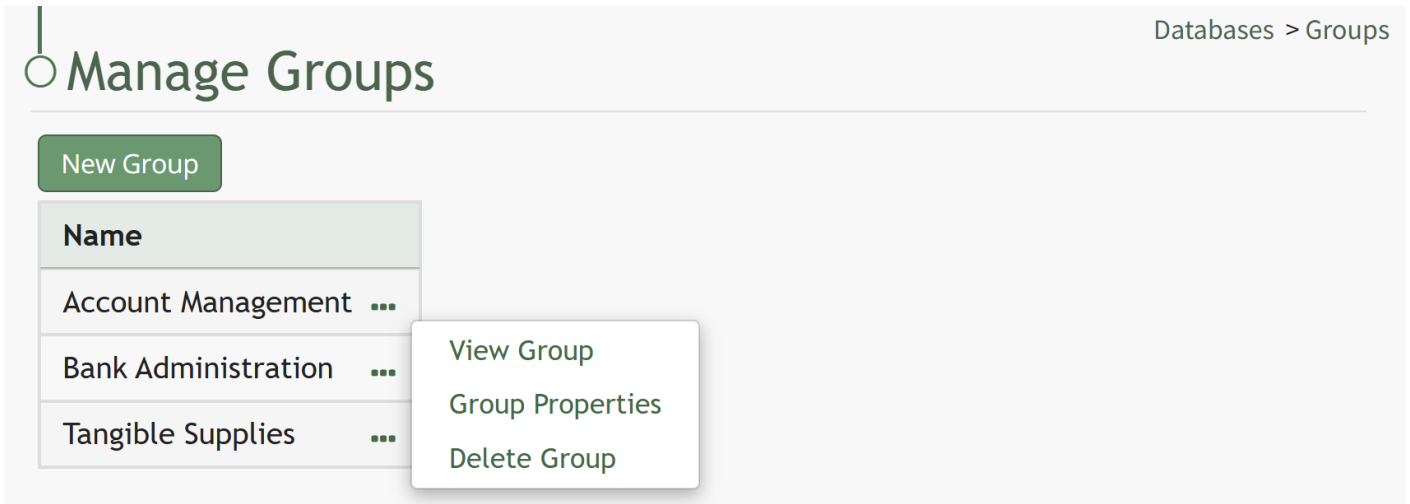 Databases > Groups
Manage Groups
New Group
Name
Account Management
Bank Administration
Tangible Supplies
View Group
Group Properties
Delete Group